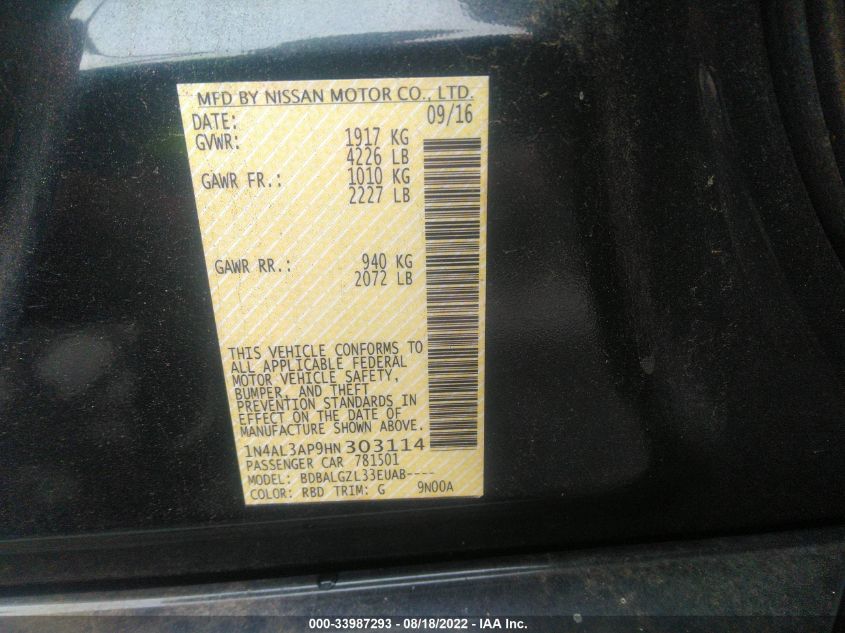 MFD BY NISSAN MOTOR CO., LTD.
DATE: 09/16
GVWR: 1917 KG
4226 LB
GAWR FR.: 1010 KG
2227 LB
GAWR RR.: 940 KG
2072 LB
THIS VEHICLE CONFORMS TO
ALL APPLICABLE FEDERAL
MOTOR VEHICLE SAFETY,
BUMPER, AND THEFT
PREVENTION STANDARDS IN
EFFECT ON THE DATE OF
MANUFACTURE SHOWN ABOVE.
1N4AL3AP9HN303114
PASSENGER CAR 781501
MODEL: BDBALGZL33EUAB----
COLOR: RBD TRIM: G 9N00A
000-33987293 - 08/18/2022 - IAA Inc.